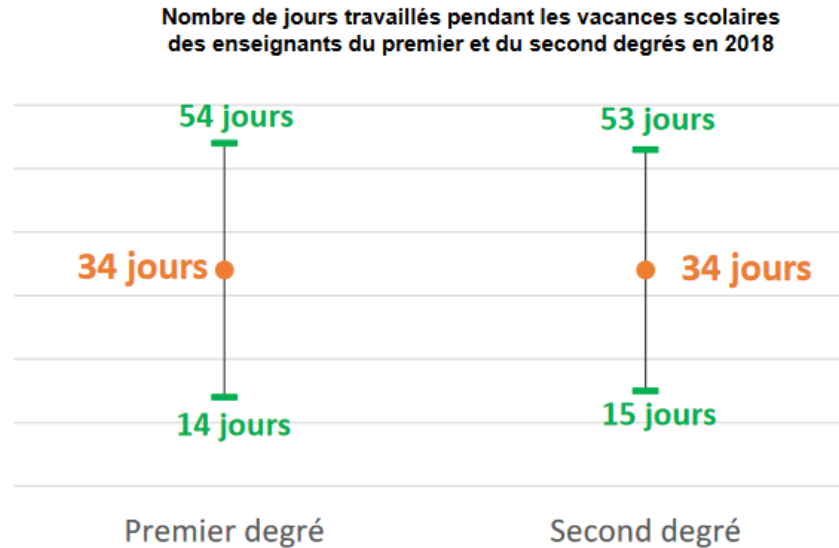 Nombre de jours travaillés pendant les vacances scolaires
des enseignants du premier et du second degrés en 2018
54 jours
53 jours
34 jours
34 jours
14 jours
15 jours
Premier degré
Second degré